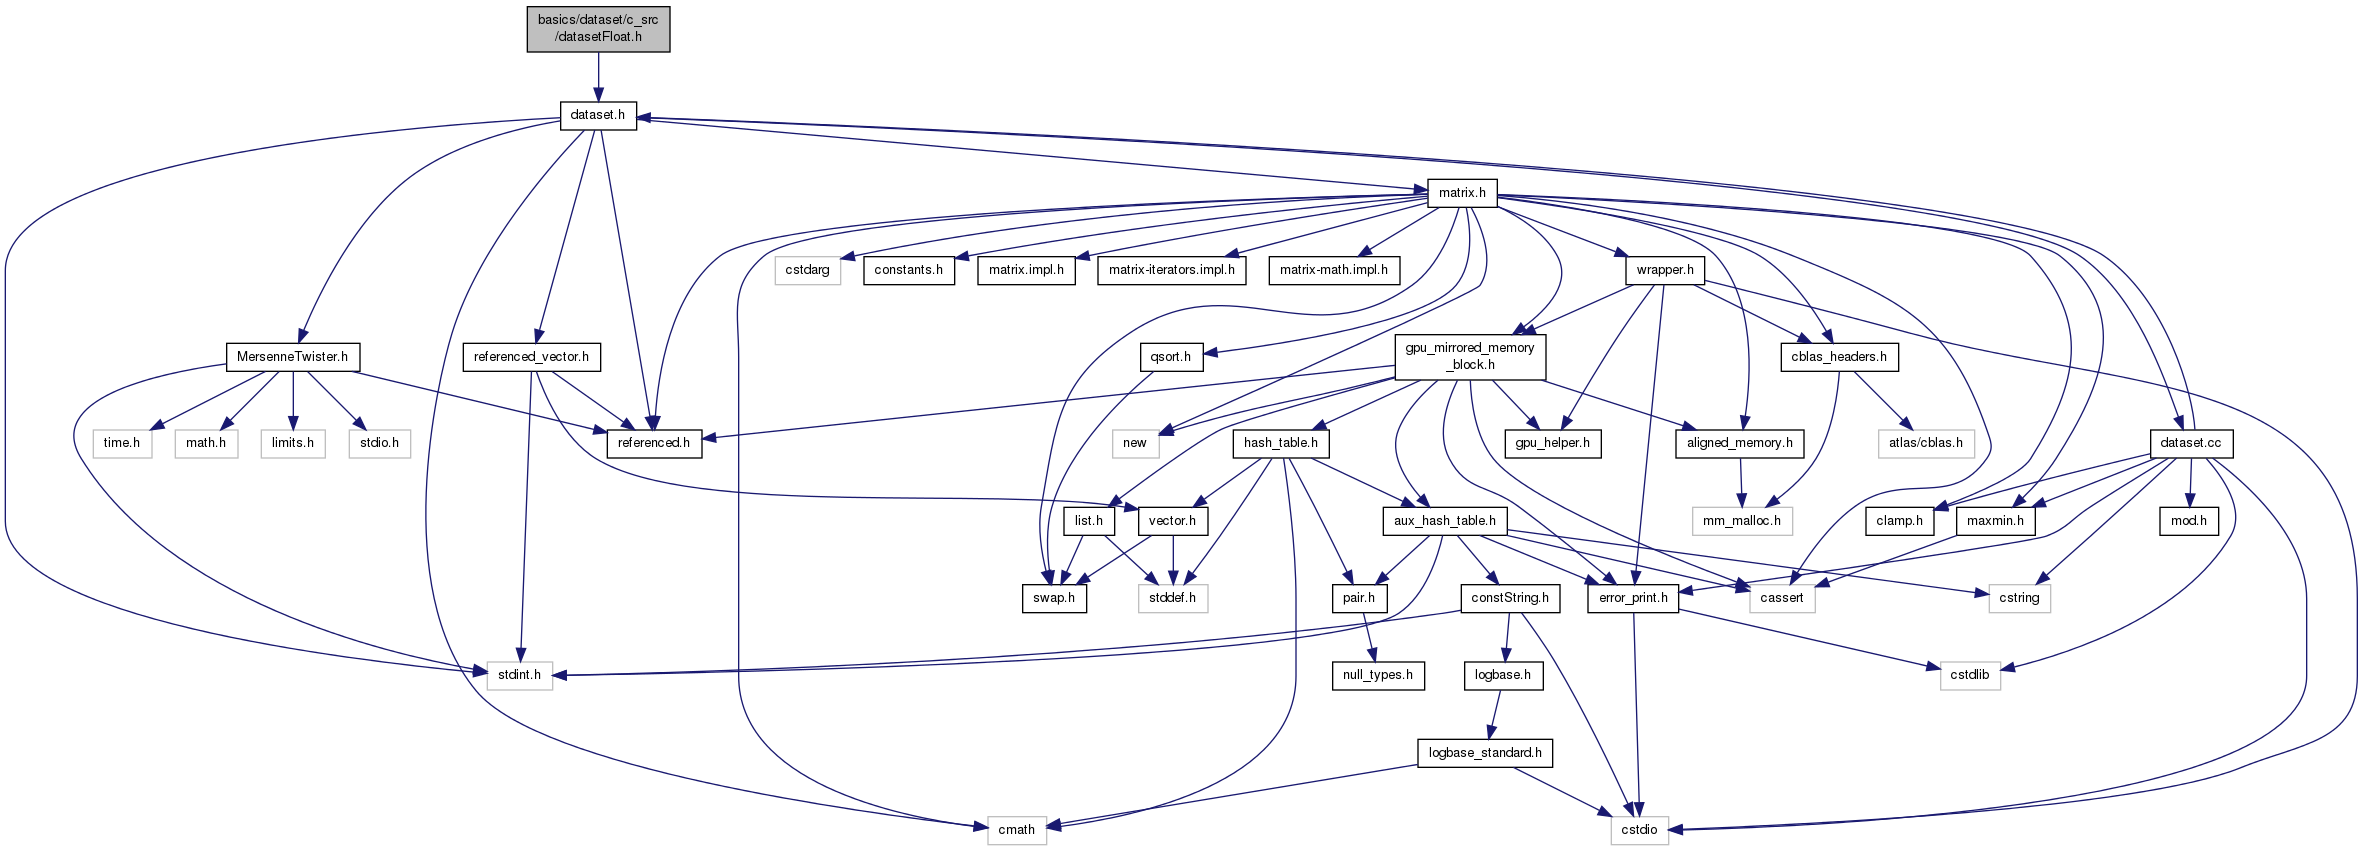 basics/dataset/c_src
/datasetFloat.h
dataset.h
matrix.h
cstdarg
constants.h
matrix.impl.h
matrix-iterators.impl.h
matrix-math.impl.h
wrapper.h
MersenneTwister.h
referenced_vector.h
qsort.h
gpu_mirrored_memory
_block.h
cblas_headers.h
time.h
math.h
limits.h
stdio.h
referenced.h
new
hash_table.h
gpu_helper.h
aligned_memory.h
atlas/cblas.h
dataset.cc
list.h
vector.h
aux_hash_table.h
mm_malloc.h
clamp.h
maxmin.h
mod.h
swap.h
stddef.h
pair.h
constString.h
error_print.h
cassert
cstring
stdint.h
null_types.h
logbase.h
cstdlib
logbase_standard.h
cmath
cstdio